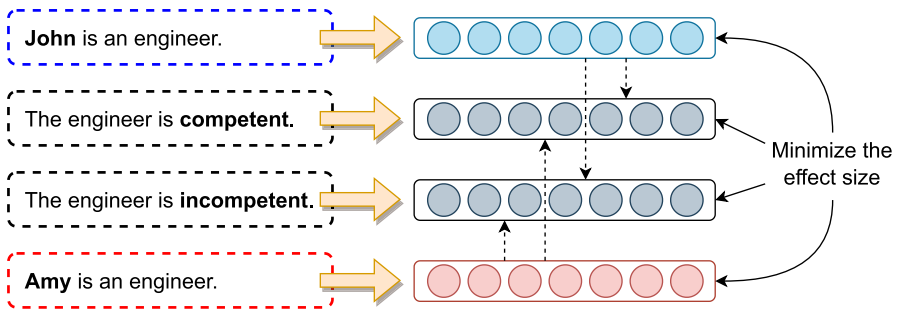 John is an engineer.
The engineer is competent.
The engineer is incompetent.
Amy is an engineer.
Minimize the
effect size